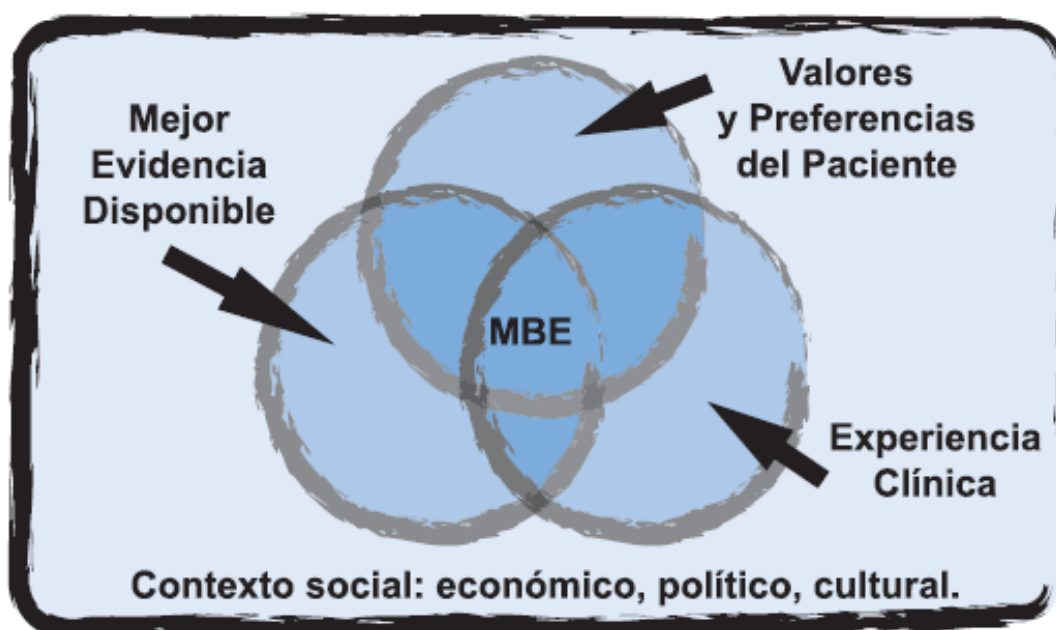 Mejor
Evidencia
Disponible
Valores
y Preferencias
del Paciente
MBE
Experiencia
Clínica
Contexto social: económico, político, cultural.